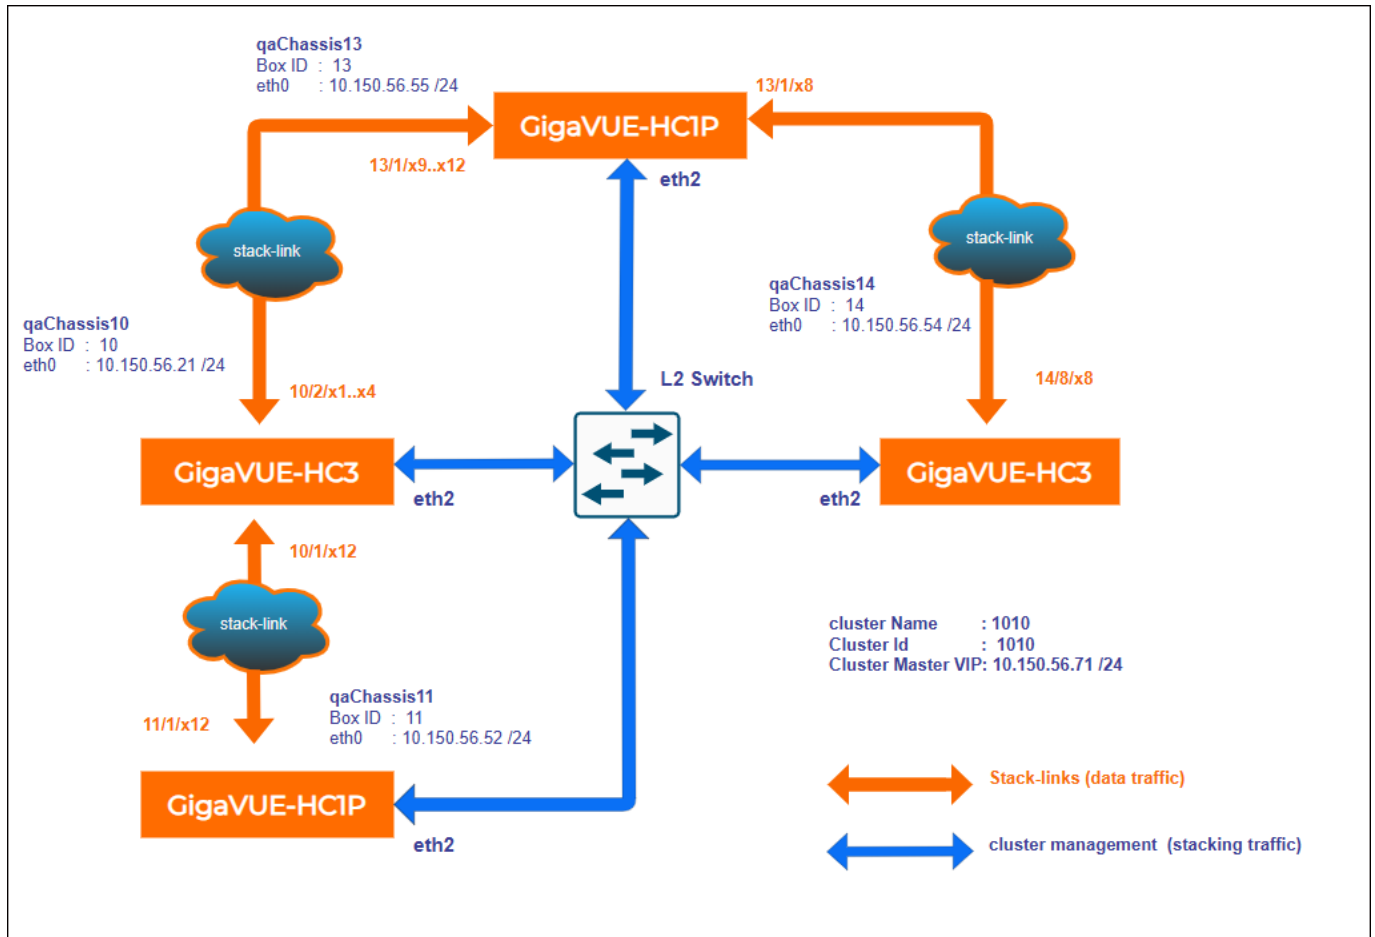 qaChassis13
Box ID : 13
eth0 : 10.150.56.55 /24
13/1/x8
GigaVUE-HC1P
13/1/x9..x12
eth2
stack-link
stack-link
qaChassis14
Box ID : 14
eth0 : 10.150.56.54 /24
qaChassis10
Box ID : 10
eth0 : 10.150.56.21 /24
L2 Switch
10/2/x1..x4
14/8/x8
GigaVUE-HC3
GigaVUE-HC3
eth2
eth2
10/1/x12
stack-link
cluster Name : 1010
Cluster Id : 1010
Cluster Master VIP: 10.150.56.71 /24
qaChassis11
Box ID : 11
eth0 : 10.150.56.52 /24
11/1/x12
GigaVUE-HC1P
eth2
Stack-links (data traffic)
cluster management (stacking traffic)